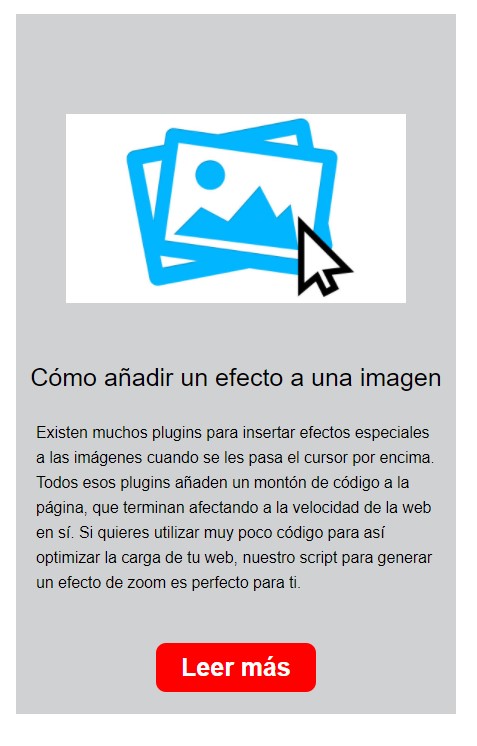 Cómo añadir un efecto a una imagen
Existen muchos plugins para insertar efectos especiales
a las imágenes cuando se les pasa el cursor por encima.
Todos esos plugins añaden un montón de código a la
página, que terminan afectando a la velocidad de la web
en sí. Si quieres utilizar muy poco código para así
optimizar la carga de tu web, nuestro script para generar
un efecto de zoom es perfecto para ti.
Leer más